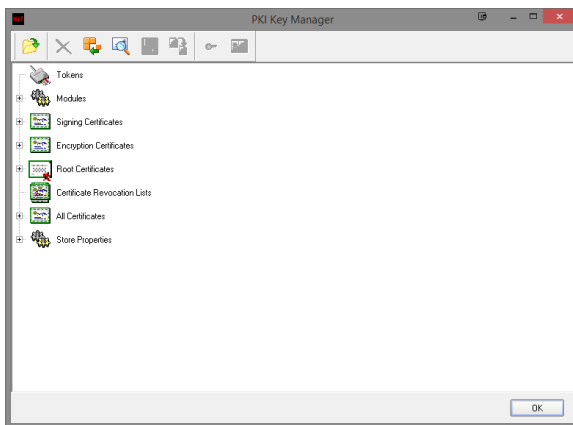 PKI Key Manager
Tokens
Modules
Signing Certificates
Encryption Certificates
Root Certificates
Certificate Revocation Lists
All Certificates
Store Properties
OK